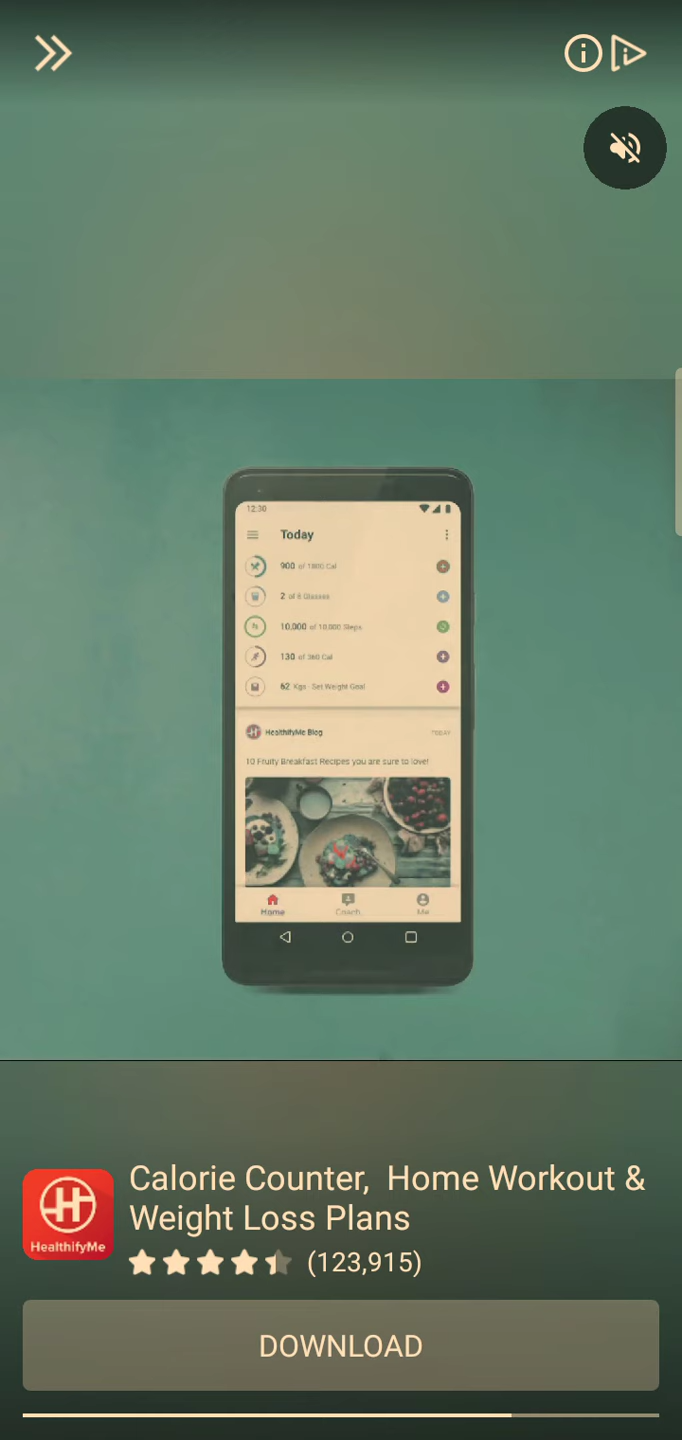 12:30
Today
900 of 1800 Cal
2 of 6 Glasses
10,000 of 10,000 Steps
130 of 360 Cal
62 Kgs · Set Weight Goal
HealthifyMe Blog
TODAY
10 Fruity Breakfast Recipes you are sure to love!
Home
Coach
Me
Calorie Counter,  Home Workout &
Weight Loss Plans
HealthifyMe
(123,915)
DOWNLOAD